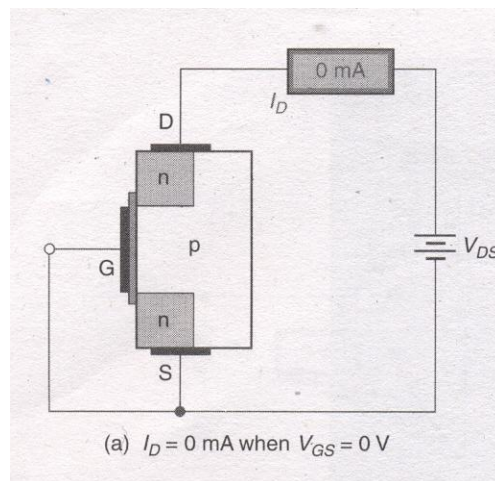 0 mA
I_D
D
n
p
V_DS
G
n
S
(a) I_D = 0 mA when V_GS = 0 V